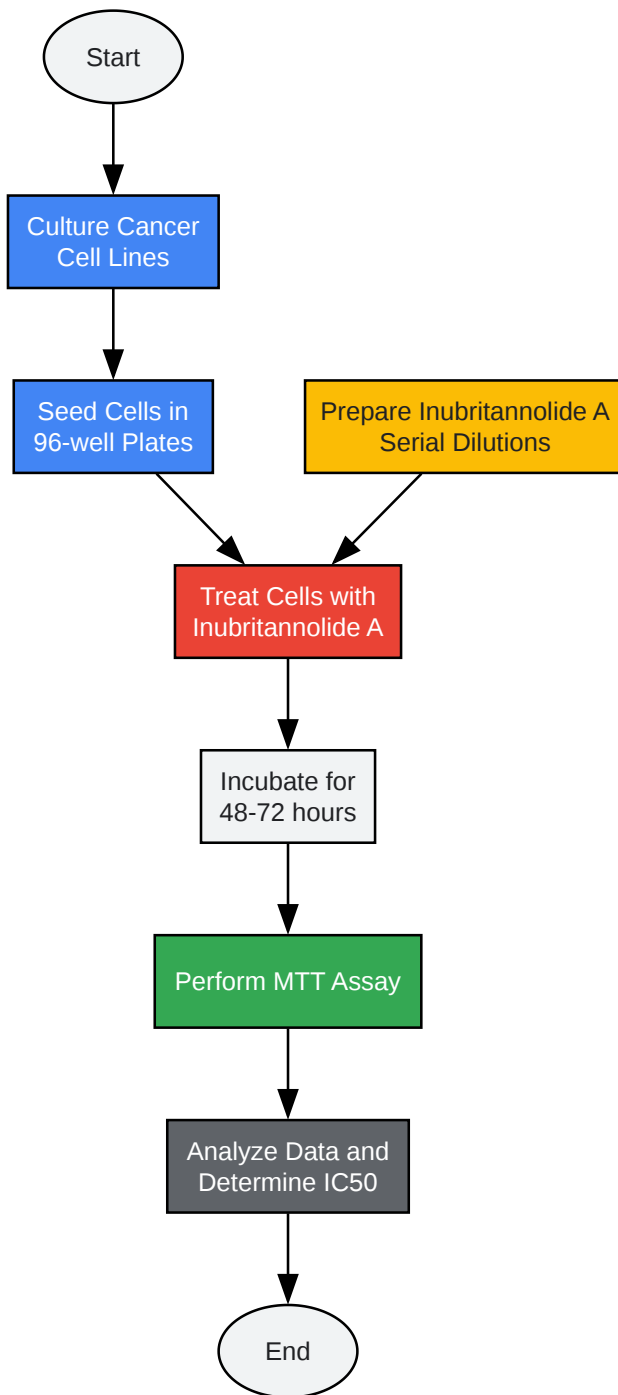 Start
Culture Cancer
Cell Lines
Seed Cells in
96-well Plates
Prepare Inubritannolide A
Serial Dilutions
Treat Cells with
Inubritannolide A
Incubate for
48-72 hours
Perform MTT Assay
Analyze Data and
Determine IC50
End